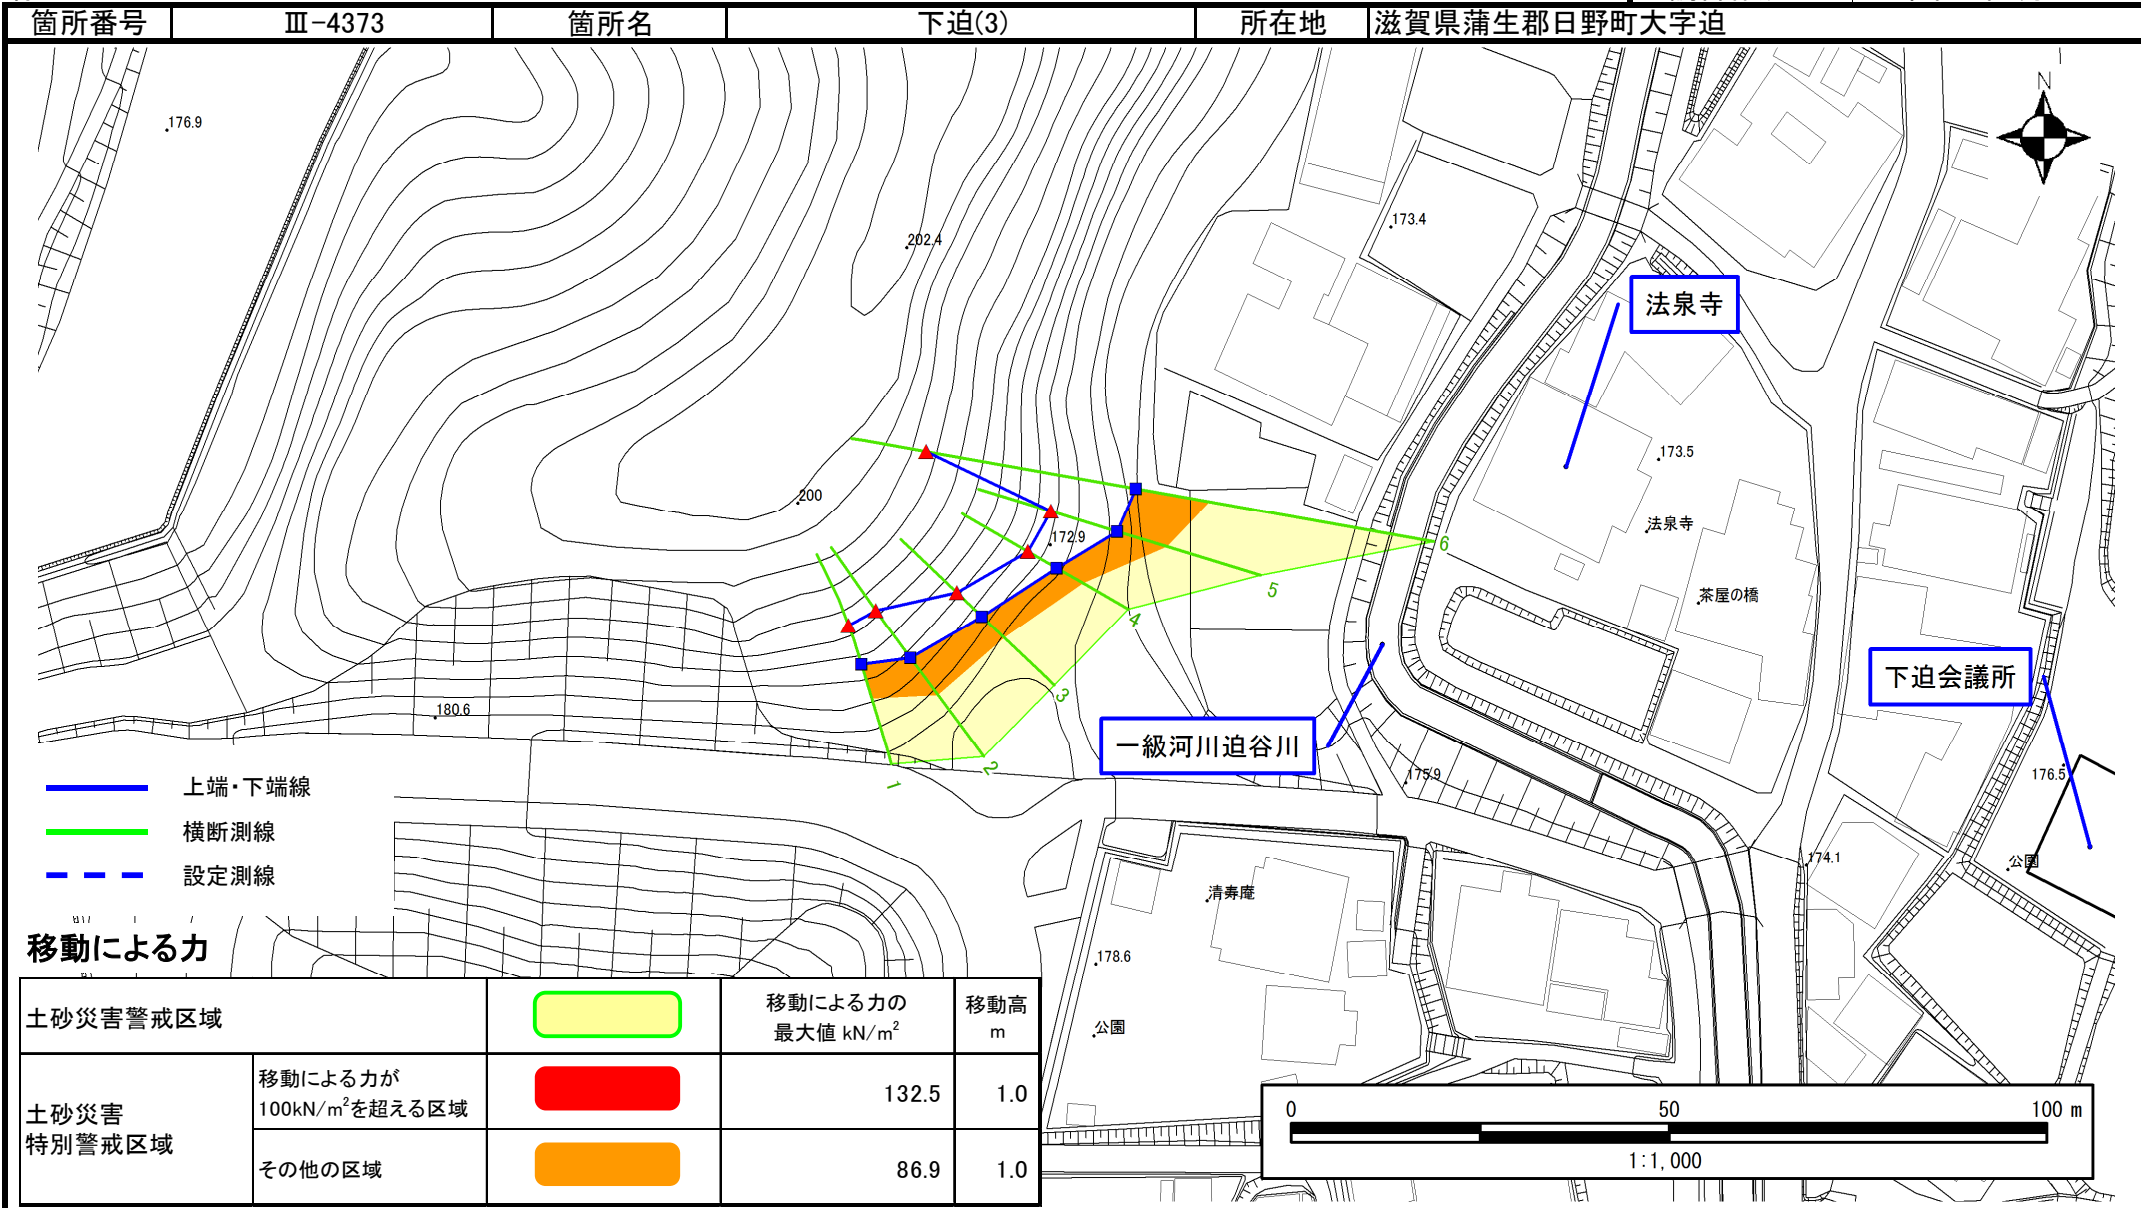 箇所番号 Ⅲ-4373 箇所名 下迫(3) 所在地 滋賀県蒲生郡日野町大字迫
N
176.9
202.4
173.4
法泉寺
173.5
200
法泉寺
172.9
6
5
茶屋の橋
4
下迫会議所
3
180.6
一級河川迫谷川
2
1
175.9
176.5
上端・下端線
横断測線
設定測線
174.1
公園
清寿庵
178.6
公園
移動による力
土砂災害警戒区域
移動による力の
最大値 kN/m²
移動高
m
土砂災害
特別警戒区域
移動による力が
100kN/m²を超える区域
132.5 1.0
その他の区域
86.9 1.0
0 50 100 m
1:1,000